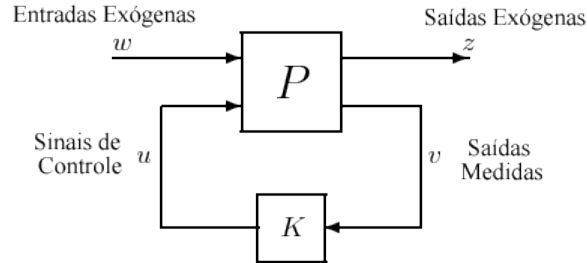 Entradas Exógenas
w
Saídas Exógenas
z
P
Sinais de
Controle
u
v
Saídas
Medidas
K